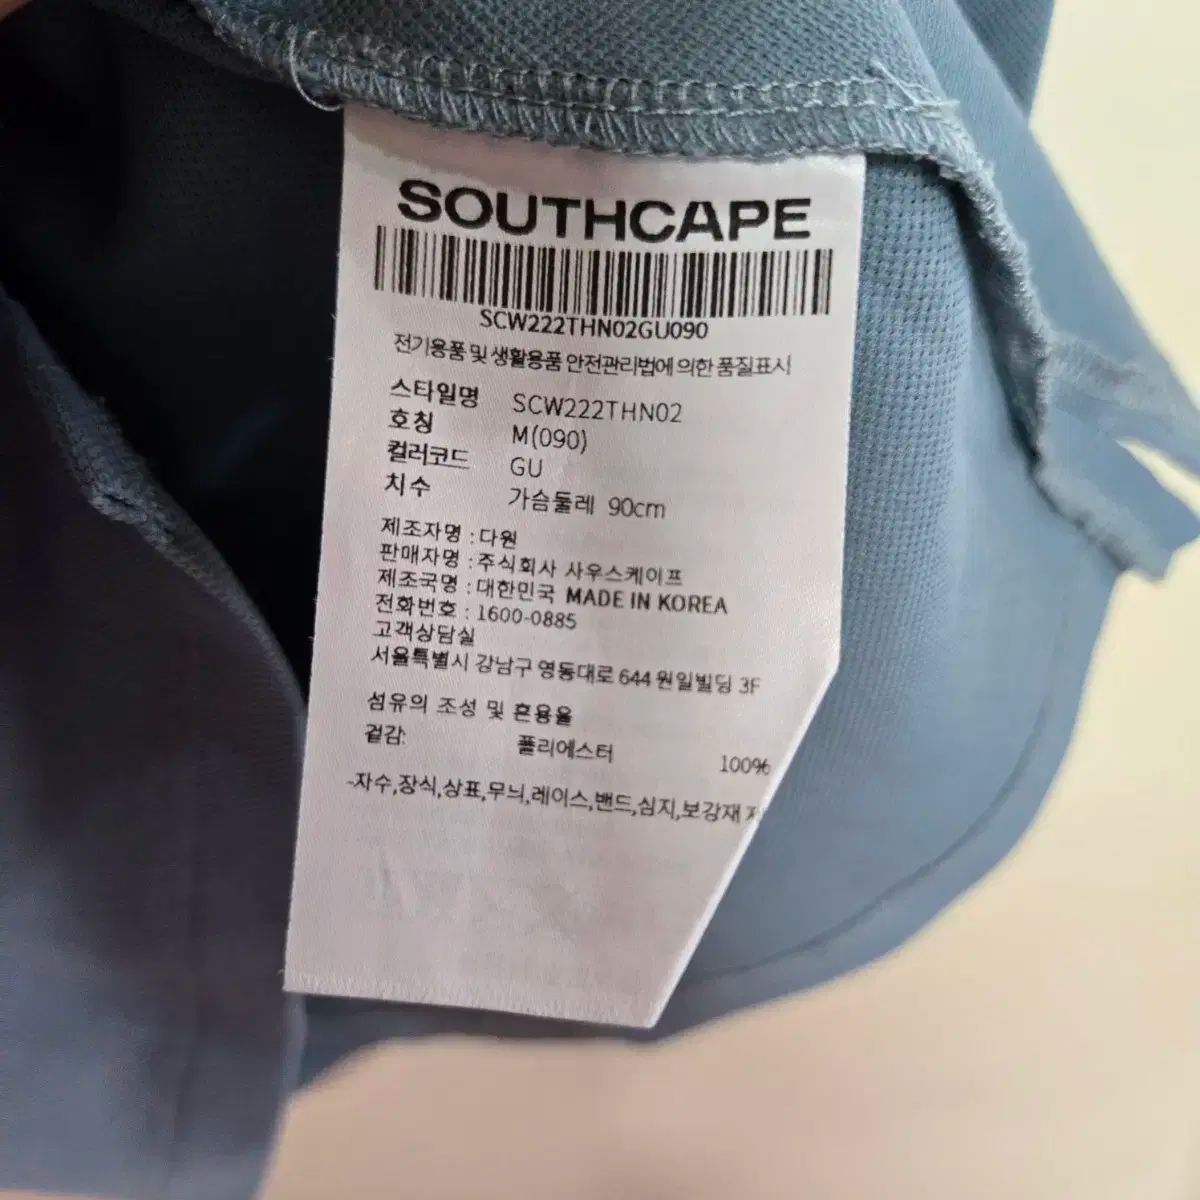 SOUTHCAPE
SCW222THN02GU090
전기용품 및 생활용품 안전관리법에 의한 품질표시
스타일명 SCW222THN02
호칭 M(090)
컬러코드 GU
치수 가슴둘레 90cm
제조자명 : 다원
판매자명 : 주식회사 사우스케이프
제조국명 : 대한민국 MADE IN KOREA
전화번호 : 1600-0885
고객상담실
서울특별시 강남구 영동대로 644 원일빌딩 3F
섬유의 조성 및 혼용율
겉감: 폴리에스터 100%
-자수,장식,상표,무늬,레이스,밴드,심지,보강재